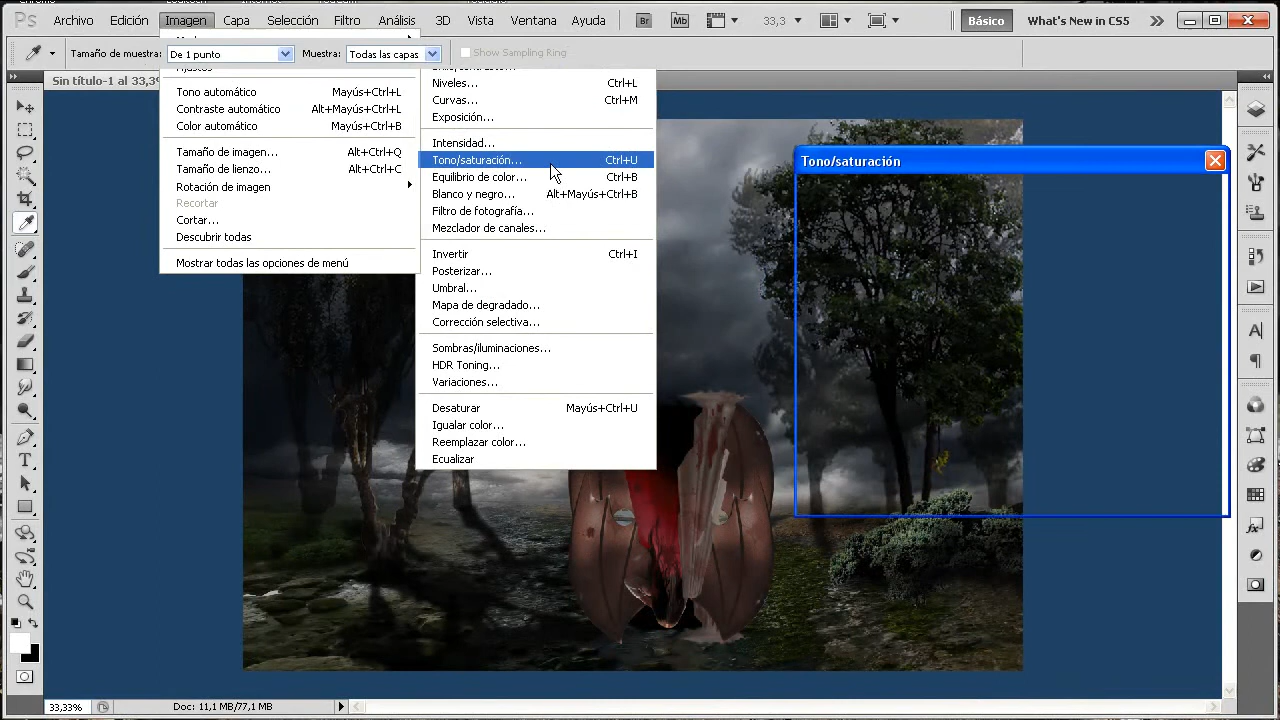 Ps Archivo Edición Imagen Capa Selección Filtro Análisis 3D Vista Ventana Ayuda Br Mb 33,3 Básico What's New in CS5
Tamaño de muestra: De 1 punto Muestra: Todas las capas Show Sampling Ring
Sin título-1 al 33,3%
Tono automático Mayús+Ctrl+L
Contraste automático Alt+Mayús+Ctrl+L
Color automático Mayús+Ctrl+B
Tamaño de imagen... Alt+Ctrl+Q
Tamaño de lienzo... Alt+Ctrl+C
Rotación de imagen
Recortar
Cortar...
Descubrir todas
Mostrar todas las opciones de menú
Niveles... Ctrl+L
Curvas... Ctrl+M
Exposición...
Intensidad...
Tono/saturación... Ctrl+U
Equilibrio de color... Ctrl+B
Blanco y negro... Alt+Mayús+Ctrl+B
Filtro de fotografía...
Mezclador de canales...
Invertir Ctrl+I
Posterizar...
Umbral...
Mapa de degradado...
Corrección selectiva...
Sombras/iluminaciones...
HDR Toning...
Variaciones...
Desaturar Mayús+Ctrl+U
Igualar color...
Reemplazar color...
Ecualizar
Tono/saturación
33,33% Doc: 11,1 MB/77,1 MB